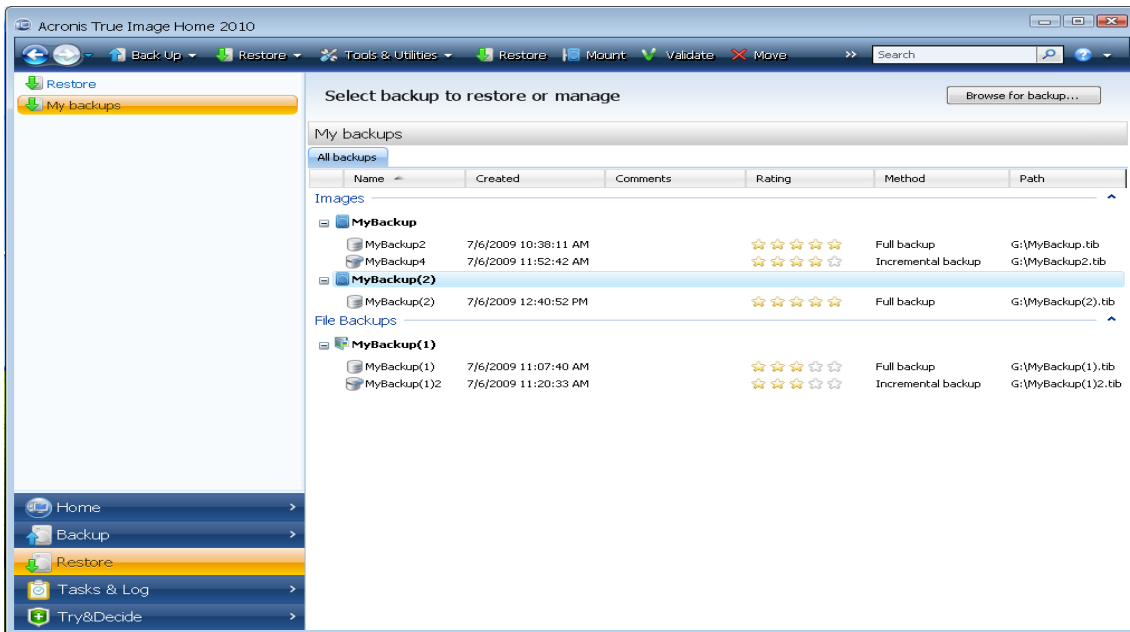 Acronis True Image Home 2010
Back Up Restore Tools & Utilities Restore Mount Validate Move >> Search
Restore
My backups
Select backup to restore or manage Browse for backup...
My backups
All backups
Name Created Comments Rating Method Path
Images
MyBackup
MyBackup2 7/6/2009 10:38:11 AM Full backup G:\MyBackup.tib
MyBackup4 7/6/2009 11:52:42 AM Incremental backup G:\MyBackup2.tib
MyBackup(2)
MyBackup(2) 7/6/2009 12:40:52 PM Full backup G:\MyBackup(2).tib
File Backups
MyBackup(1)
MyBackup(1) 7/6/2009 11:07:40 AM Full backup G:\MyBackup(1).tib
MyBackup(1)2 7/6/2009 11:20:33 AM Incremental backup G:\MyBackup(1)2.tib
Home
Backup
Restore
Tasks & Log
Try&Decide